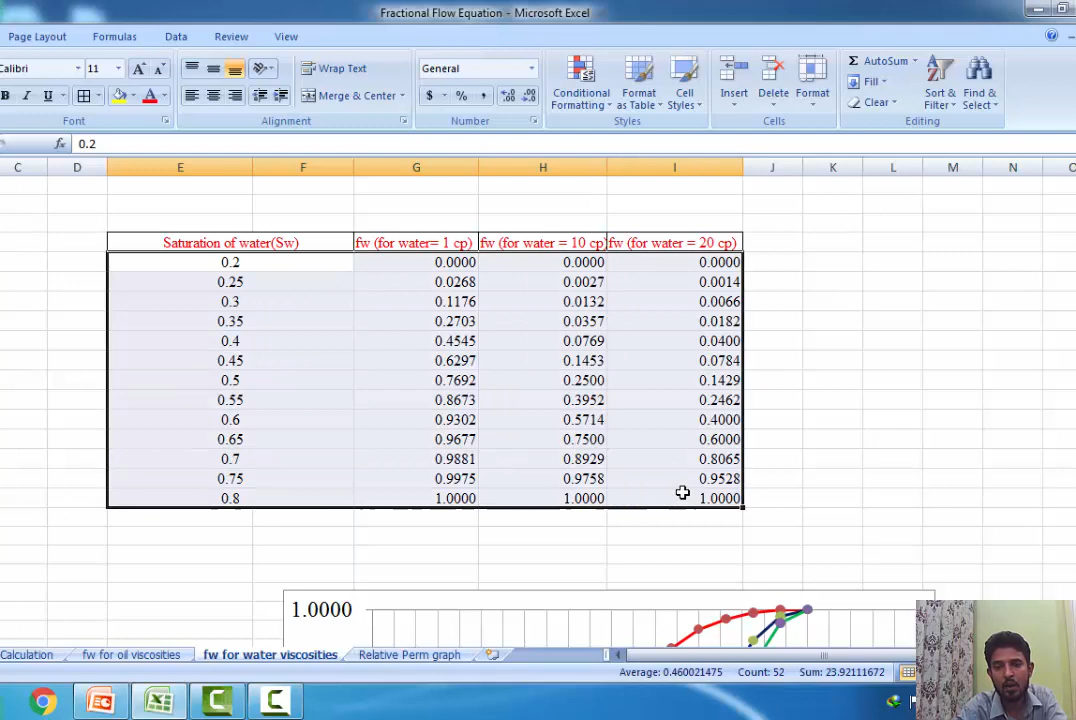 Fractional Flow Equation - Microsoft Excel
Page Layout Formulas Data Review View
Calibri 11 A A Wrap Text General AutoSum
Fill
Clear
B I U A Merge & Center $ % , Conditional Formatting Format as Table Cell Styles Insert Delete Format Sort & Filter Find & Select
Font Alignment Number Styles Cells Editing
fx 0.2
C D E F G H I J K L M N
Saturation of water(Sw) fw (for water= 1 cp) fw (for water = 10 cp) fw (for water = 20 cp)
0.2 0.0000 0.0000 0.0000
0.25 0.0268 0.0027 0.0014
0.3 0.1176 0.0132 0.0066
0.35 0.2703 0.0357 0.0182
0.4 0.4545 0.0769 0.0400
0.45 0.6297 0.1453 0.0784
0.5 0.7692 0.2500 0.1429
0.55 0.8673 0.3952 0.2462
0.6 0.9302 0.5714 0.4000
0.65 0.9677 0.7500 0.6000
0.7 0.9881 0.8929 0.8065
0.75 0.9975 0.9758 0.9528
0.8 1.0000 1.0000 1.0000
1.0000
Calculation fw for oil viscosities fw for water viscosities Relative Perm graph
Average: 0.460021475 Count: 52 Sum: 23.92111672